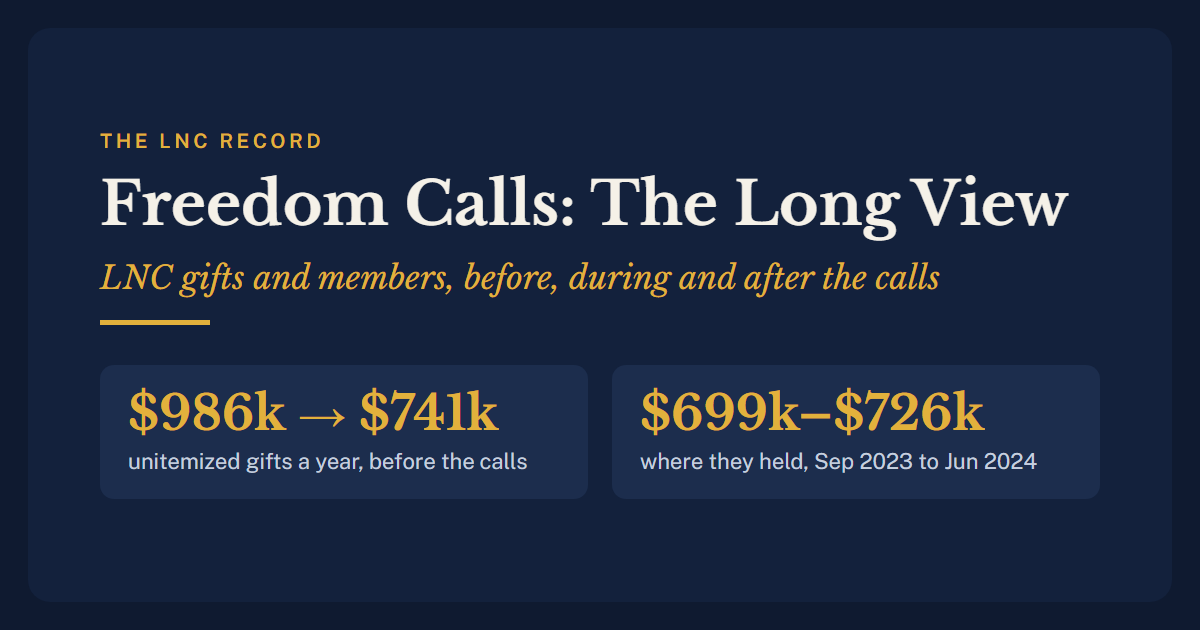 THE LNC RECORD
Freedom Calls: The Long View
LNC gifts and members, before, during and after the calls
$986k → $741k
unitemized gifts a year, before the calls
$699k–$726k
where they held, Sep 2023 to Jun 2024